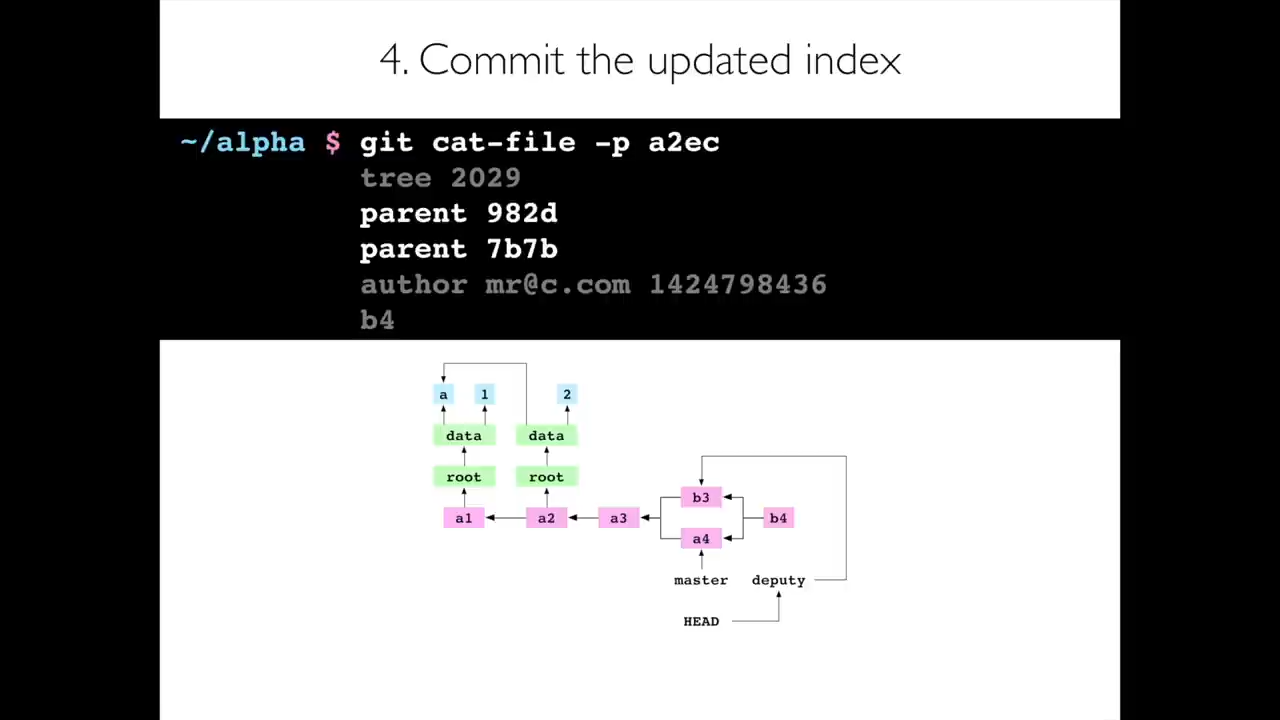 4. Commit the updated index
~/alpha $ git cat-file -p a2ec
tree 2029
parent 982d
parent 7b7b
author mr@c.com 1424798436
b4
a 1 2
data data
root root
b3
a1 a2 a3 b4
a4
master deputy
HEAD